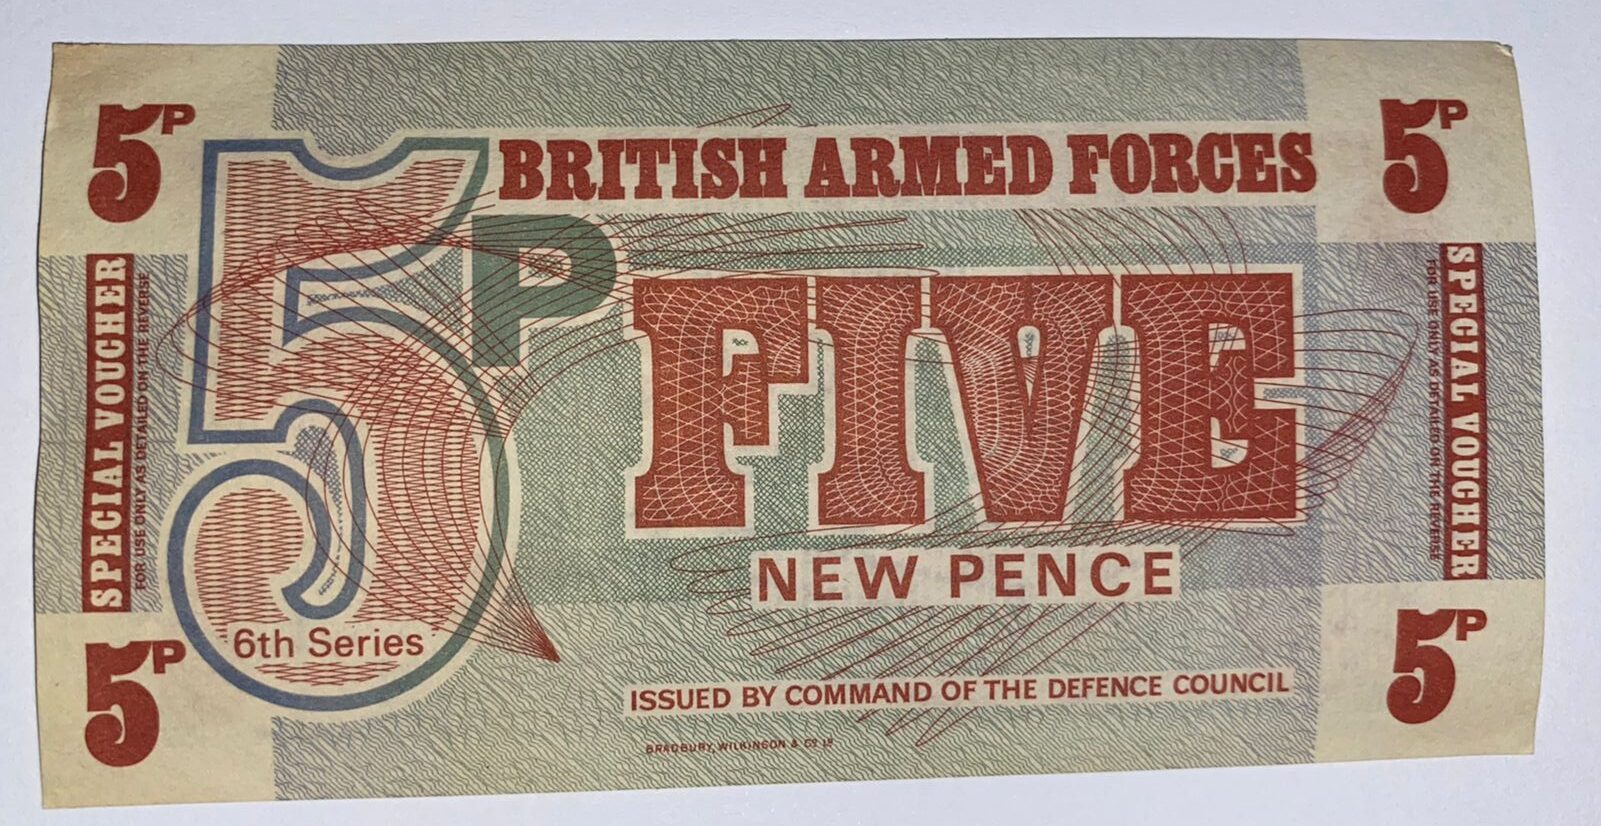 5P
BRITISH ARMED FORCES
5P
5P
SPECIAL VOUCHER
FOR USE ONLY AS DETAILED ON THE REVERSE
FIVE
SPECIAL VOUCHER
FOR USE ONLY AS DETAILED ON THE REVERSE
NEW PENCE
6th Series
5P
ISSUED BY COMMAND OF THE DEFENCE COUNCIL
5P
BRADBURY, WILKINSON & Co Ld